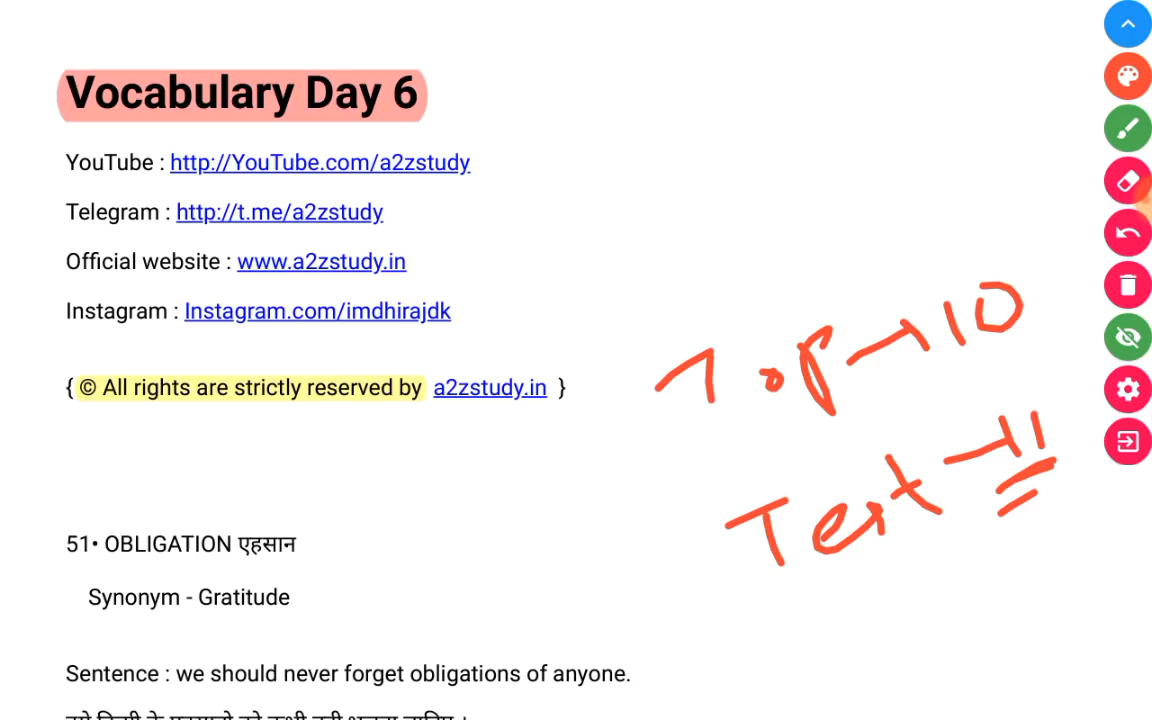 Vocabulary Day 6
YouTube : http://YouTube.com/a2zstudy
Telegram : http://t.me/a2zstudy
Official website : www.a2zstudy.in
Instagram : Instagram.com/imdhirajdk
Top → 10
{ © All rights are strictly reserved by a2zstudy.in }
Test → 11
51• OBLIGATION एहसान
Synonym - Gratitude
Sentence : we should never forget obligations of anyone.